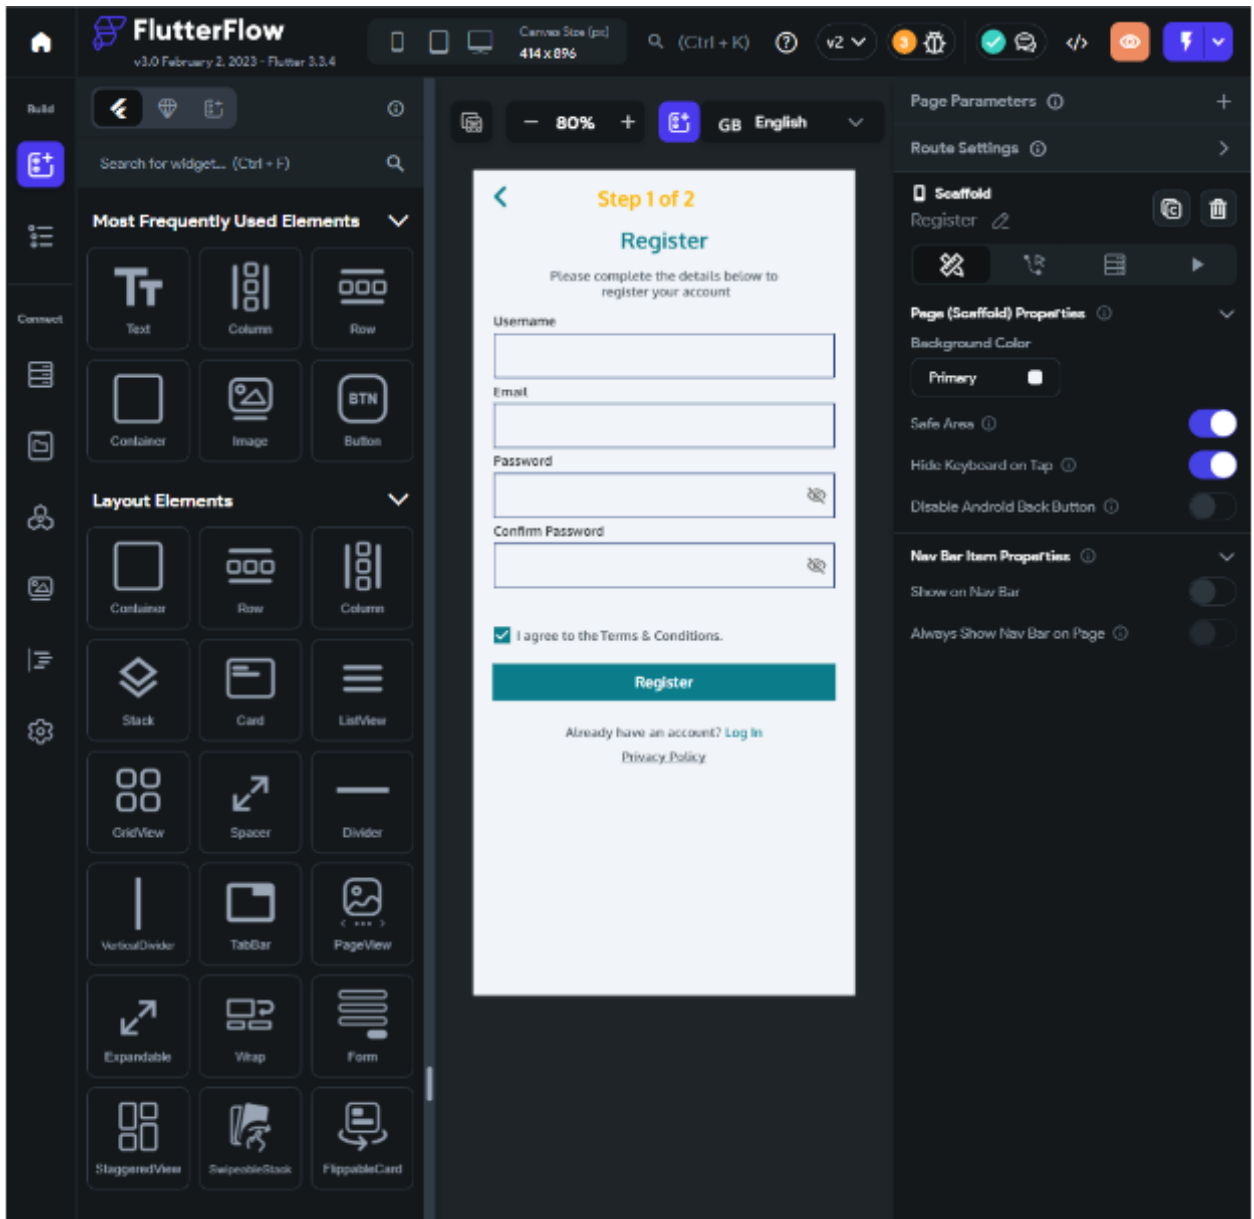 FlutterFlow
v3.0 February 2, 2023 - Flutter 3.3.4
Canvas Size (px)
414 x 896
(Ctrl + K)
v2
3
Build
Connect
Search for widget... (Ctrl + F)
Most Frequently Used Elements
Text
Column
Row
Container
Image
BTN
Button
Layout Elements
Container
Row
Column
Stack
Card
ListView
GridView
Spacer
Divider
VerticalDivider
TabBar
PageView
Expandable
Wrap
Form
StaggeredView
SwipeableStack
FlippableCard
80%
GB English
Step 1 of 2
Register
Please complete the details below to
register your account
Username
Email
Password
Confirm Password
I agree to the Terms & Conditions.
Register
Already have an account? Log In
Privacy Policy
Page Parameters
Route Settings
Scaffold
Register
Page (Scaffold) Properties
Background Color
Primary
Safe Area
Hide Keyboard on Tap
Disable Android Back Button
Nav Bar Item Properties
Show on Nav Bar
Always Show Nav Bar on Page